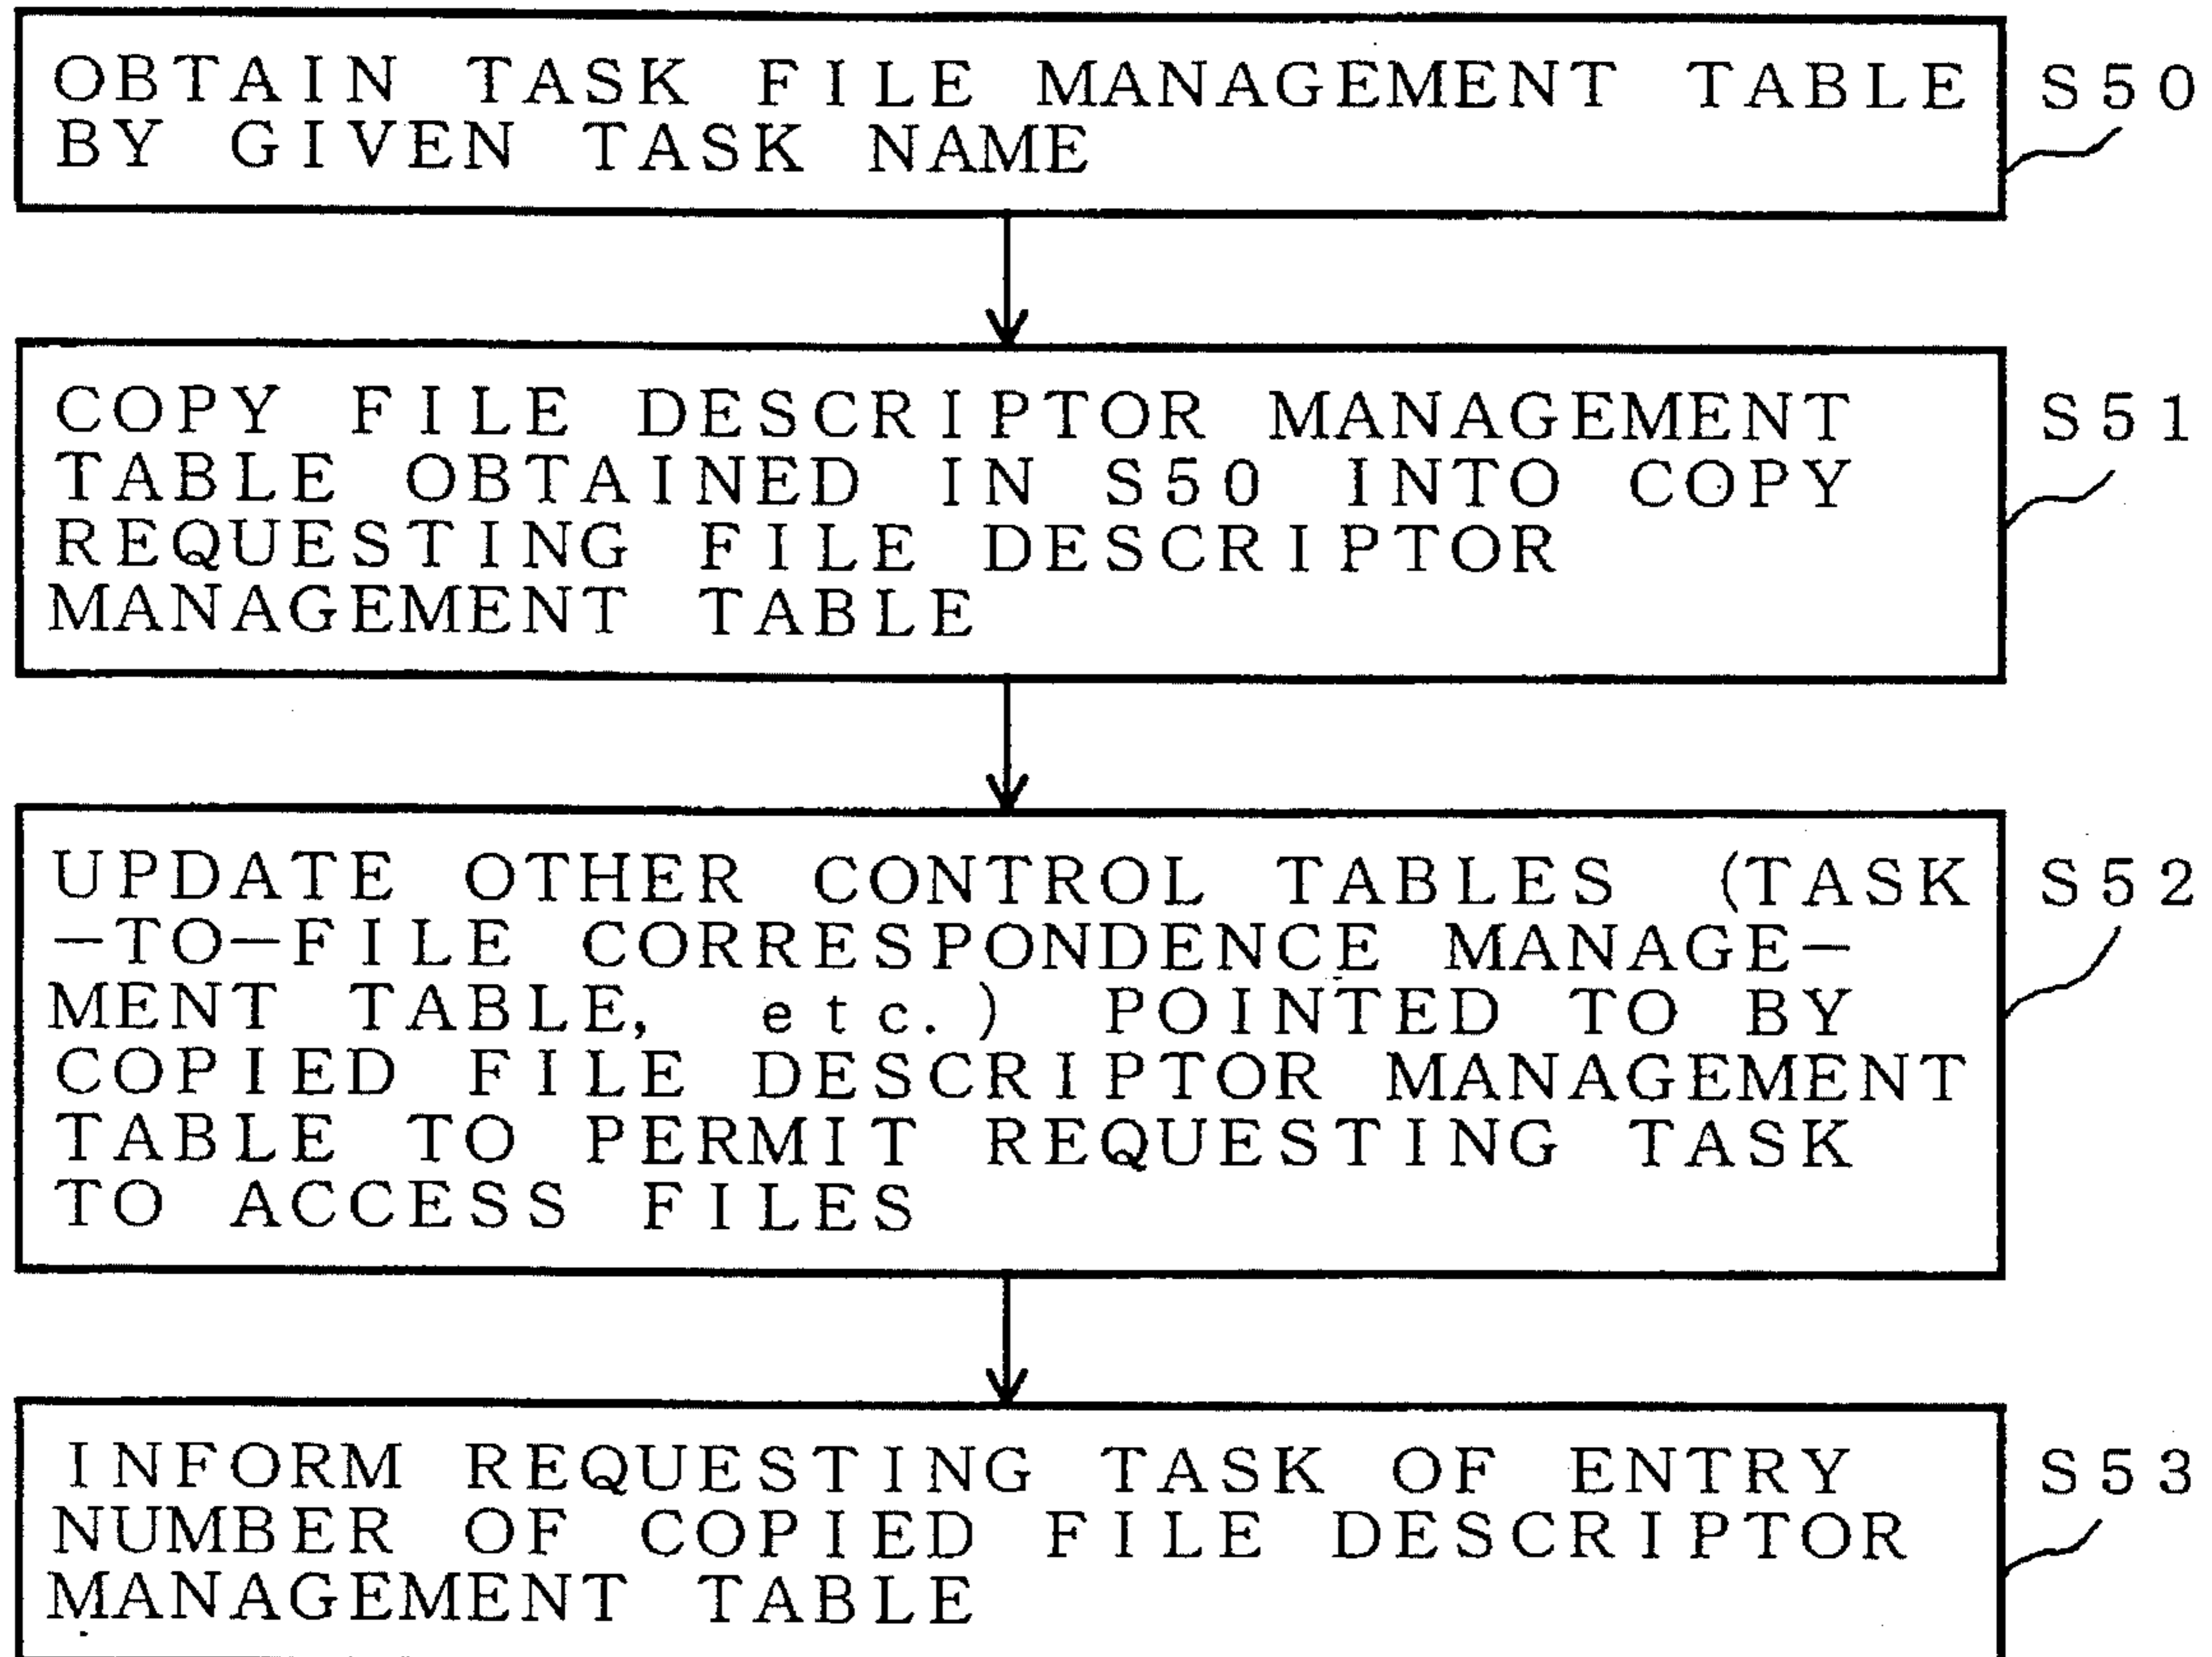 OBTAIN TASK FILE MANAGEMENT TABLE
BY GIVEN TASK NAME
S50
COPY FILE DESCRIPTOR MANAGEMENT
TABLE OBTAINED IN S50 INTO COPY
REQUESTING FILE DESCRIPTOR
MANAGEMENT TABLE
S51
UPDATE OTHER CONTROL TABLES (TASK
-TO-FILE CORRESPONDENCE MANAGE-
MENT TABLE, etc.) POINTED TO BY
COPIED FILE DESCRIPTOR MANAGEMENT
TABLE TO PERMIT REQUESTING TASK
TO ACCESS FILES
S52
INFORM REQUESTING TASK OF ENTRY
NUMBER OF COPIED FILE DESCRIPTOR
MANAGEMENT TABLE
S53